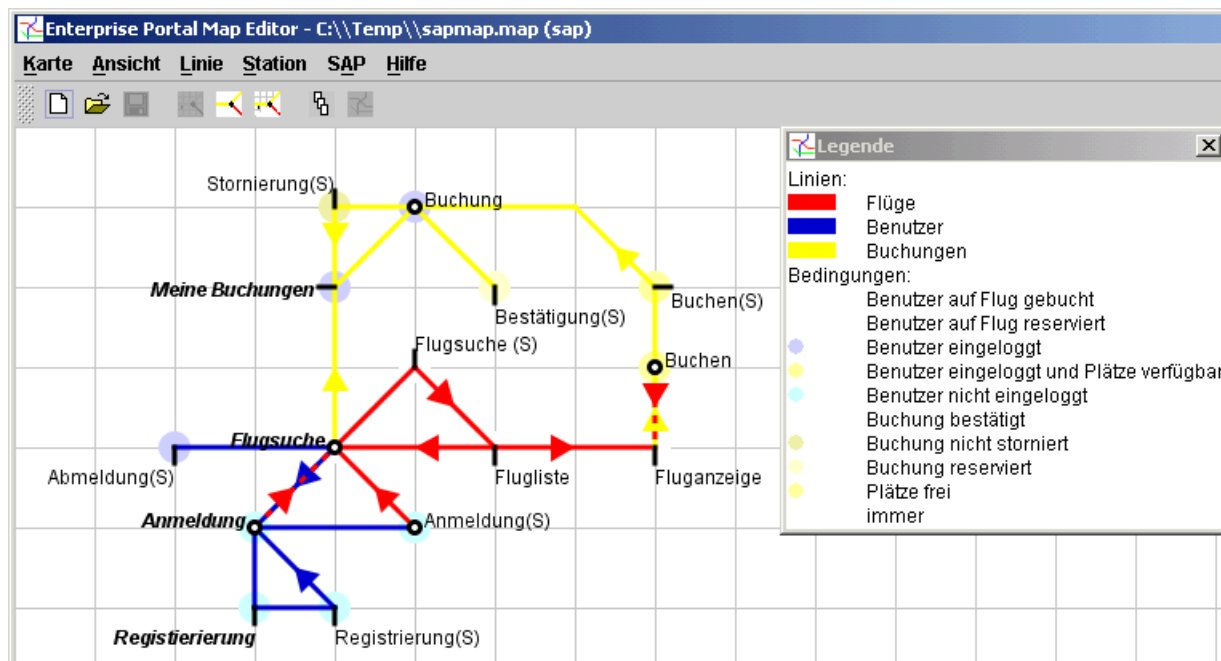 Enterprise Portal Map Editor - C:\\Temp\\sapmap.map (sap)
Karte Ansicht Linie Station SAP Hilfe
Legende
Linien:
Flüge
Benutzer
Buchungen
Bedingungen:
Benutzer auf Flug gebucht
Benutzer auf Flug reserviert
Benutzer eingeloggt
Benutzer eingeloggt und Plätze verfügbar
Benutzer nicht eingeloggt
Buchung bestätigt
Buchung nicht storniert
Buchung reserviert
Plätze frei
immer
Stornierung(S)
Buchung
Meine Buchungen
Bestätigung(S)
Buchen(S)
Flugsuche (S)
Buchen
Flugsuche
Abmeldung(S)
Flugliste
Fluganzeige
Anmeldung
Anmeldung(S)
Registierierung
Registrierung(S)